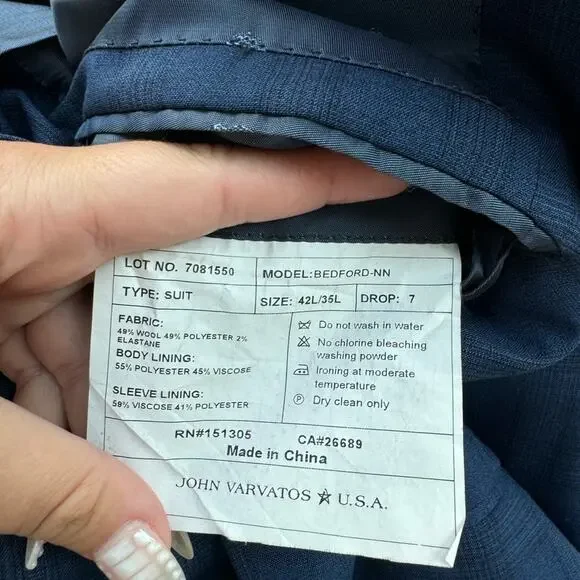 LOT NO. 7081550 MODEL:BEDFORD-NN
TYPE: SUIT SIZE: 42L/35L DROP: 7
FABRIC:
49% WOOL 49% POLYESTER 2%
ELASTANE
BODY LINING:
55% POLYESTER 45% VISCOSE
SLEEVE LINING:
59% VISCOSE 41% POLYESTER
Do not wash in water
No chlorine bleaching
washing powder
Ironing at moderate
temperature
P Dry clean only
RN#151305 CA#26689
Made in China
JOHN VARVATOS ★ U.S.A.